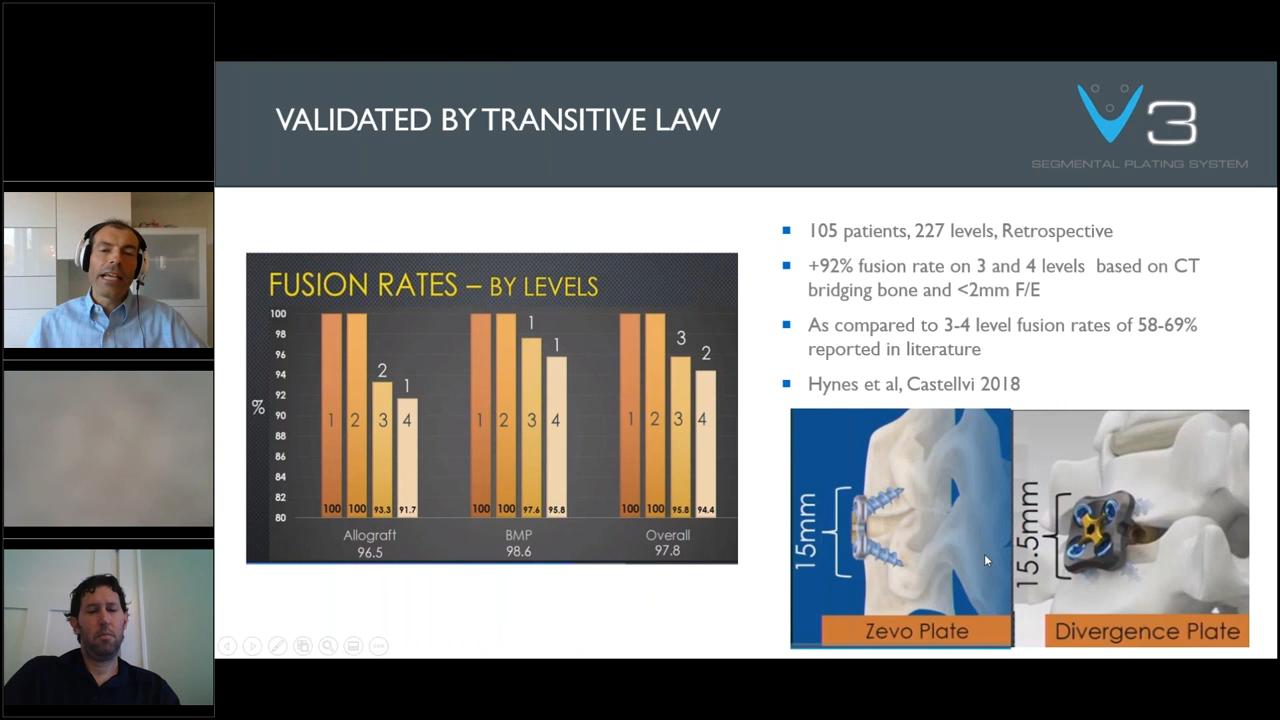 VALIDATED BY TRANSITIVE LAW
V3
SEGMENTAL PLATING SYSTEM
FUSION RATES – BY LEVELS
%
100
98
96
94
92
90
88
86
84
82
80
2
1
1
1
3
2
1 2 3 4
1 2 3 4
1 2 3 4
100 100 93.3 91.7
100 100 97.6 95.8
100 100 95.8 94.4
Allograft
96.5
BMP
98.6
Overall
97.8
105 patients, 227 levels, Retrospective
+92% fusion rate on 3 and 4 levels based on CT
bridging bone and <2mm F/E
As compared to 3-4 level fusion rates of 58-69%
reported in literature
Hynes et al, Castellvi 2018
15mm
Zevo Plate
15.5mm
Divergence Plate